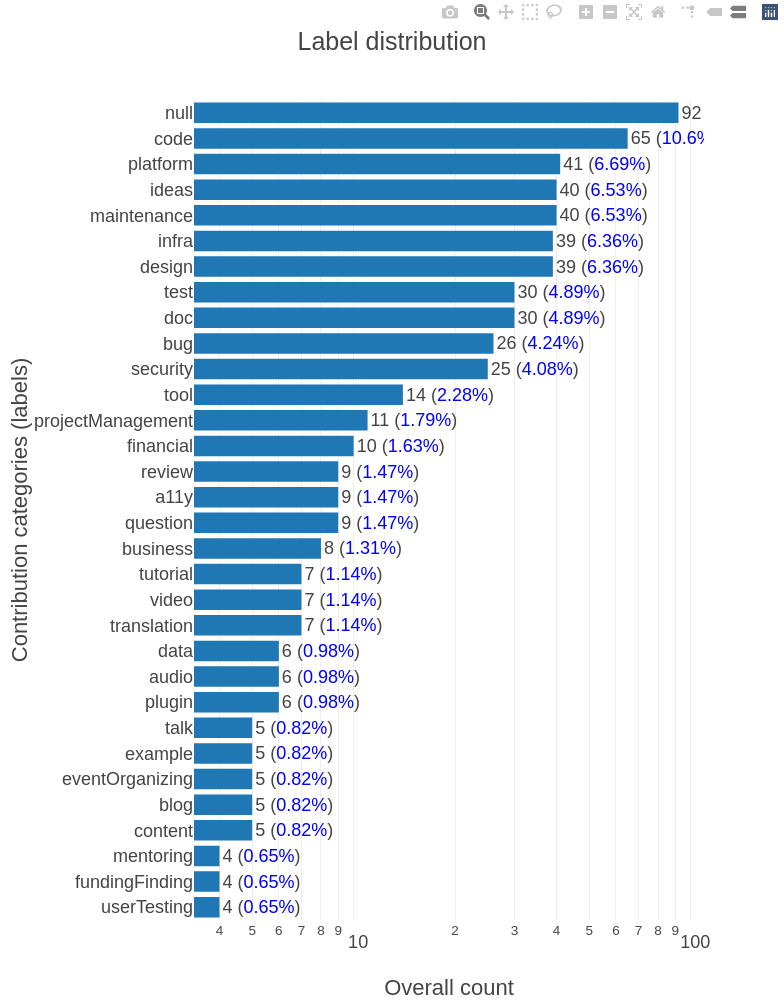 Label distribution
null 92
code 65 (10.6%
platform 41 (6.69%)
ideas 40 (6.53%)
maintenance 40 (6.53%)
infra 39 (6.36%)
design 39 (6.36%)
test 30 (4.89%)
doc 30 (4.89%)
bug 26 (4.24%)
security 25 (4.08%)
tool 14 (2.28%)
projectManagement 11 (1.79%)
financial 10 (1.63%)
review 9 (1.47%)
a11y 9 (1.47%)
question 9 (1.47%)
business 8 (1.31%)
tutorial 7 (1.14%)
video 7 (1.14%)
translation 7 (1.14%)
data 6 (0.98%)
audio 6 (0.98%)
plugin 6 (0.98%)
talk 5 (0.82%)
example 5 (0.82%)
eventOrganizing 5 (0.82%)
blog 5 (0.82%)
content 5 (0.82%)
mentoring 4 (0.65%)
fundingFinding 4 (0.65%)
userTesting 4 (0.65%)
4 5 6 7 8 9 10 2 3 4 5 6 7 8 9 100
Overall count
Contribution categories (labels)